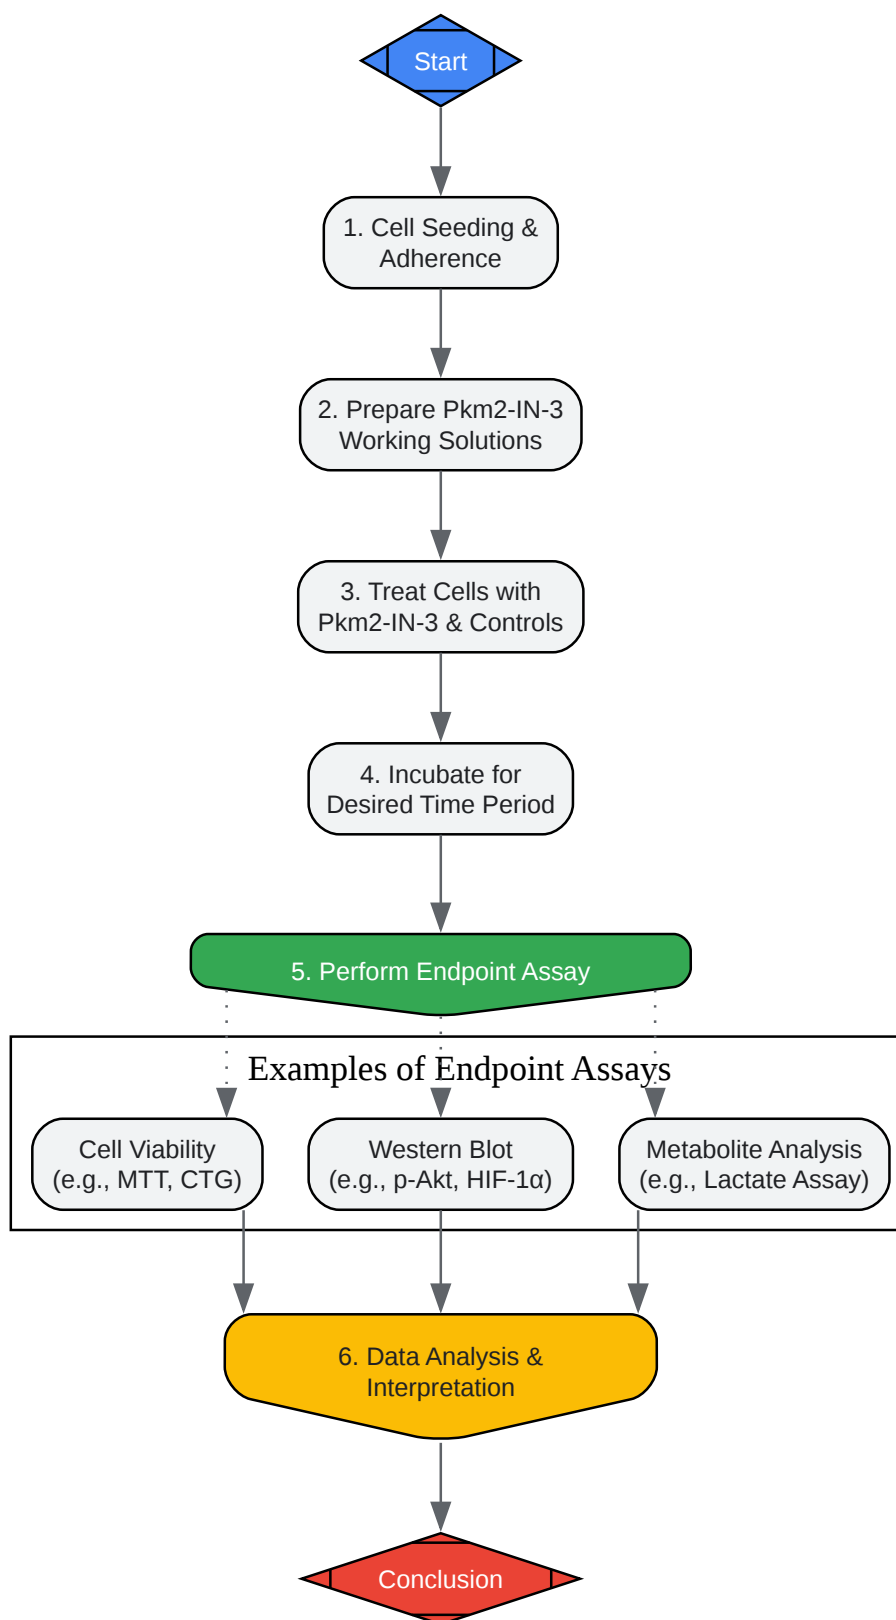 Start
1. Cell Seeding &
Adherence
2. Prepare Pkm2-IN-3
Working Solutions
3. Treat Cells with
Pkm2-IN-3 & Controls
4. Incubate for
Desired Time Period
5. Perform Endpoint Assay
Examples of Endpoint Assays
Cell Viability
(e.g., MTT, CTG)
Western Blot
(e.g., p-Akt, HIF-1α)
Metabolite Analysis
(e.g., Lactate Assay)
6. Data Analysis &
Interpretation
Conclusion